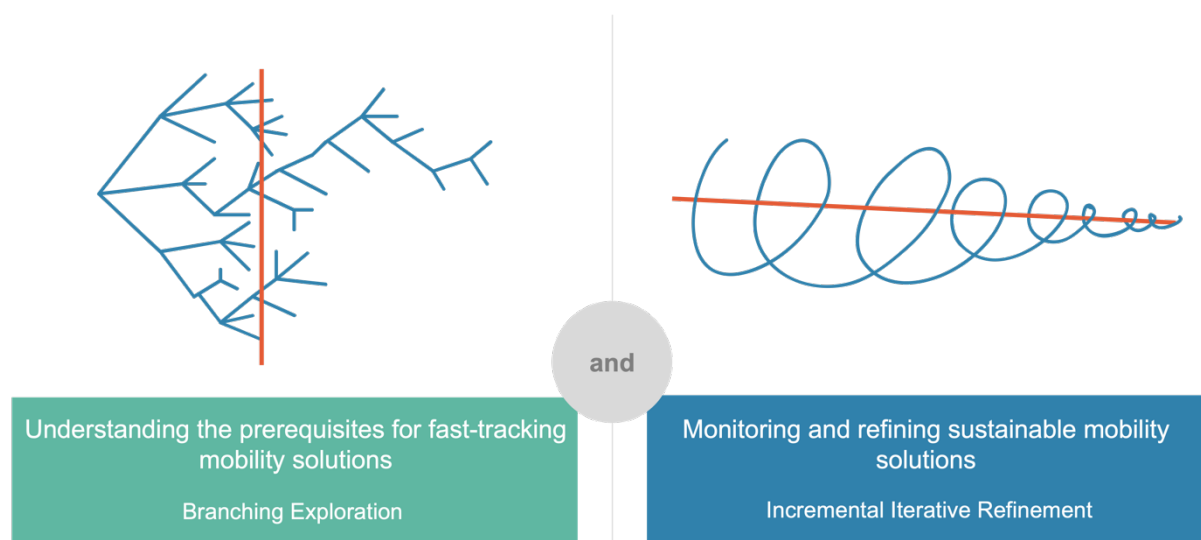 and
Understanding the prerequisites for fast-tracking
mobility solutions
Branching Exploration
Monitoring and refining sustainable mobility
solutions
Incremental Iterative Refinement